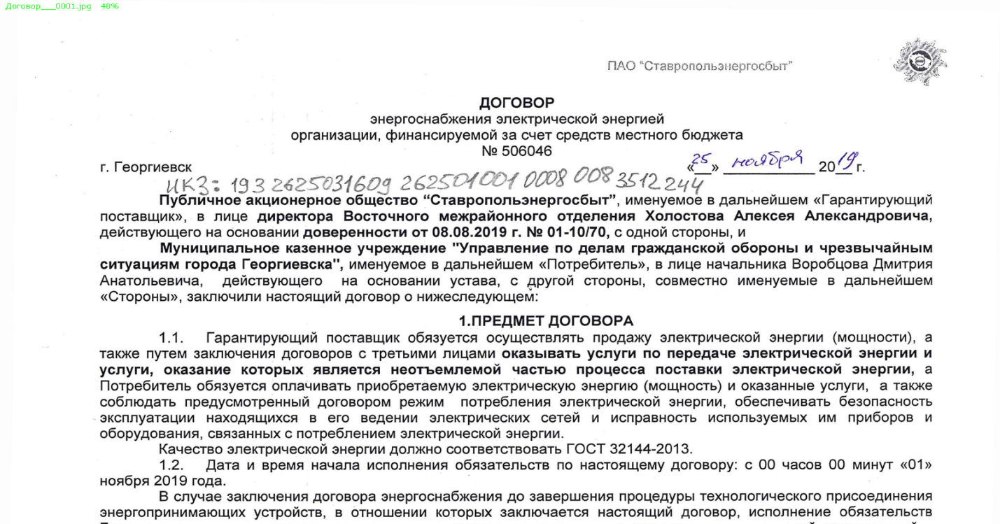 Договор___0001.jpg 48%
ПАО “Ставропольэнергосбыт”
ДОГОВОР
энергоснабжения электрической энергией
организации, финансируемой за счет средств местного бюджета
№ 506046
г. Георгиевск «25» ноября 2019г.
ИКЗ: 193 2625031609 262501001 0008 008 3512 244
Публичное акционерное общество “Ставропольэнергосбыт”, именуемое в дальнейшем «Гарантирующий
поставщик», в лице директора Восточного межрайонного отделения Холостова Алексея Александровича,
действующего на основании доверенности от 08.08.2019 г. № 01-10/70, с одной стороны, и
Муниципальное казенное учреждение "Управление по делам гражданской обороны и чрезвычайным
ситуациям города Георгиевска", именуемое в дальнейшем «Потребитель», в лице начальника Воробцова Дмитрия
Анатольевича, действующего на основании устава, с другой стороны, совместно именуемые в дальнейшем
«Стороны», заключили настоящий договор о нижеследующем:
1.ПРЕДМЕТ ДОГОВОРА
1.1. Гарантирующий поставщик обязуется осуществлять продажу электрической энергии (мощности), а
также путем заключения договоров с третьими лицами оказывать услуги по передаче электрической энергии и
услуги, оказание которых является неотъемлемой частью процесса поставки электрической энергии, а
Потребитель обязуется оплачивать приобретаемую электрическую энергию (мощность) и оказанные услуги, а также
соблюдать предусмотренный договором режим потребления электрической энергии, обеспечивать безопасность
эксплуатации находящихся в его ведении электрических сетей и исправность используемых им приборов и
оборудования, связанных с потреблением электрической энергии.
Качество электрической энергии должно соответствовать ГОСТ 32144-2013.
1.2. Дата и время начала исполнения обязательств по настоящему договору: с 00 часов 00 минут «01»
ноября 2019 года.
В случае заключения договора энергоснабжения до завершения процедуры технологического присоединения
энергопринимающих устройств, в отношении которых заключается настоящий договор, исполнение обязательств